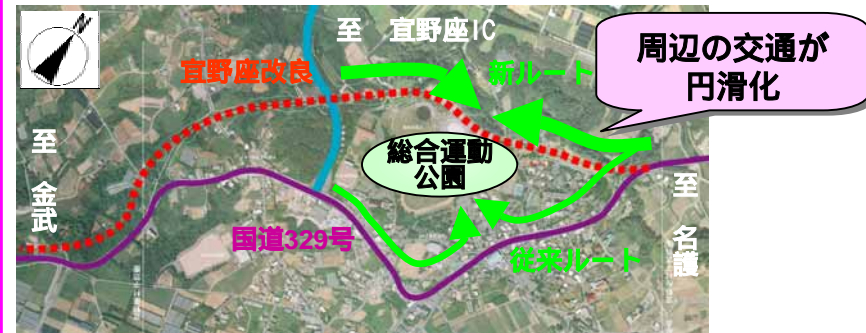 至 宜野座IC
周辺の交通が
円滑化
宜野座改良
新ルート
至 金武
総合運動
公園
国道329号
従来ルート
至 名護
N